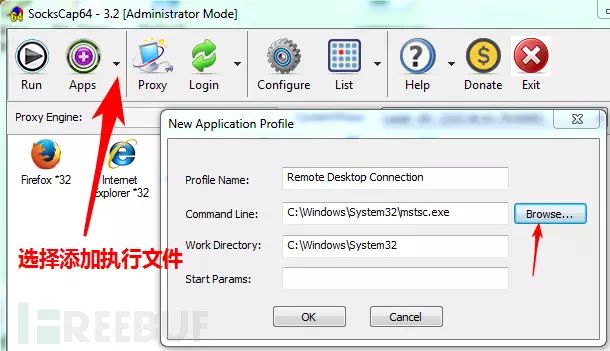 SocksCap64 - 3.2 [Administrator Mode]
Run
Apps
Proxy
Login
Configure
List
Help
Donate
Exit
Proxy Engine:
Firefox *32
Internet
Explorer *32
选择添加执行文件
New Application Profile
Profile Name:
Remote Desktop Connection
Command Line:
C:\Windows\System32\mstsc.exe
Browse...
Work Directory:
C:\Windows\System32
Start Params:
OK
Cancel
FREEBUF